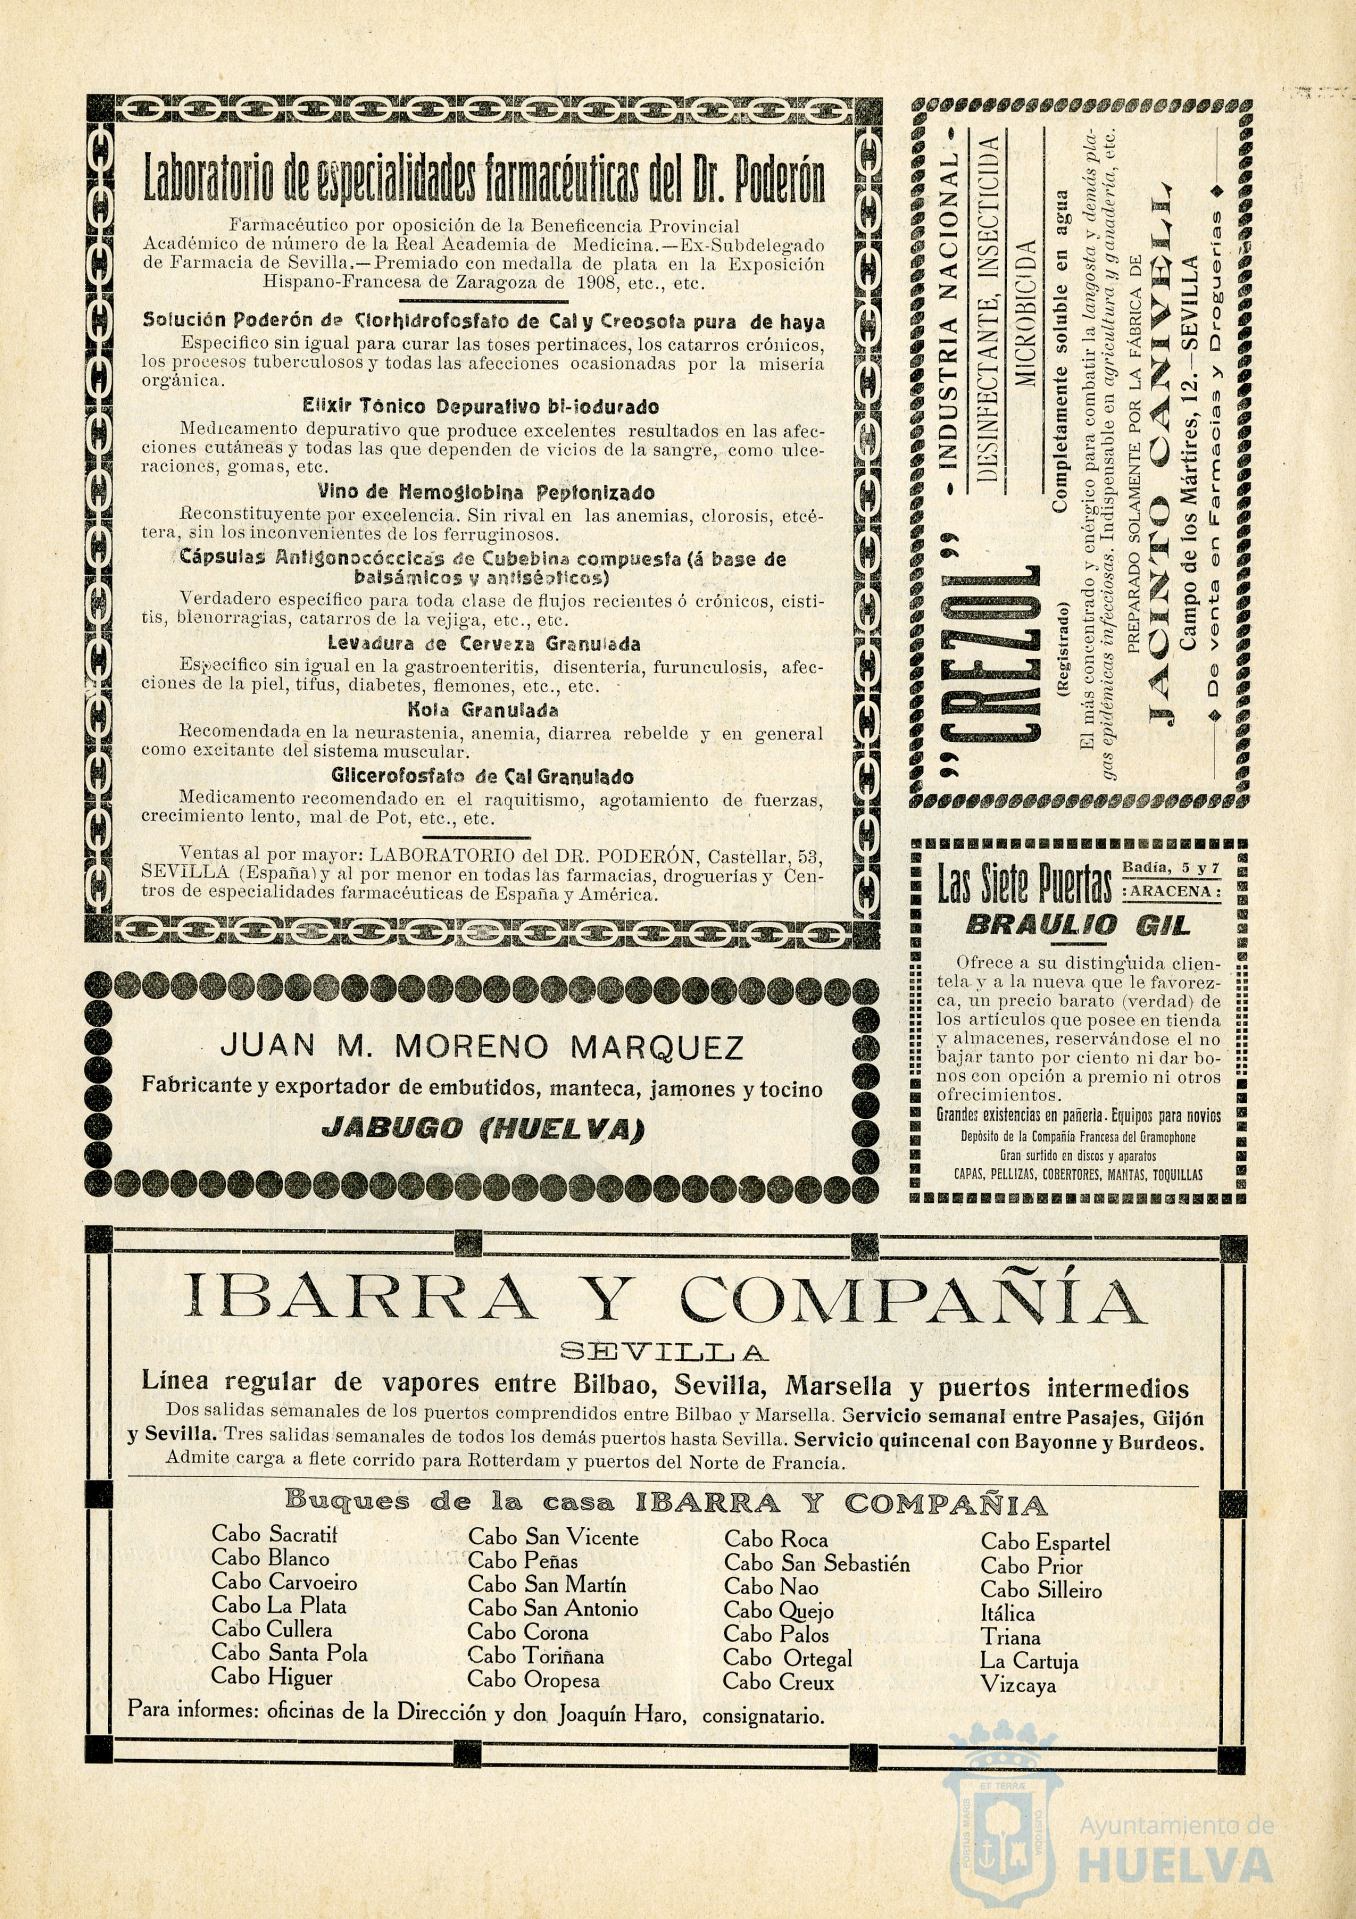 Laboratorio de especialidades farmacéuticas del Dr. Poderón
Farmacéutico por oposición de la Beneficencia Provincial
Académico de número de la Real Academia de Medicina.—Ex-Subdelegado
de Farmacia de Sevilla.—Premiado con medalla de plata en la Exposición
Hispano-Francesa de Zaragoza de 1908, etc., etc.
Solución Poderón de Clorhidrofosfato de Cal y Creosota pura de haya
Especifico sin igual para curar las toses pertinaces, los catarros crónicos,
los procesos tuberculosos y todas las afecciones ocasionadas por la miseria
orgánica.
Elixir Tónico Depurativo bi-iodurado
Medicamento depurativo que produce excelentes resultados en las afec-
ciones cutáneas y todas las que dependen de vicios de la sangre, como ulce-
raciones, gomas, etc.
Vino de Hemoglobina Peptonizado
Reconstituyente por excelencia. Sin rival en las anemias, clorosis, etcé-
tera, sin los inconvenientes de los ferruginosos.
Cápsulas Antigonocóccicas de Cubebina compuesta (á base de
balsámicos y antisépticos)
Verdadero específico para toda clase de flujos recientes ó crónicos, cisti-
tis, blenorragias, catarros de la vejiga, etc., etc.
Levadura de Cerveza Granulada
Específico sin igual en la gastroenteritis, disentería, furunculosis, afec-
ciones de la piel, tifus, diabetes, flemones, etc., etc.
Kola Granulada
Recomendada en la neurastenia, anemia, diarrea rebelde y en general
como excitante del sistema muscular.
Glicerofosfato de Cal Granulado
Medicamento recomendado en el raquitismo, agotamiento de fuerzas,
crecimiento lento, mal de Pot, etc., etc.
Ventas al por mayor: LABORATORIO del DR. PODERÓN, Castellar, 53,
SEVILLA (España) y al por menor en todas las farmacias, droguerías y Cen-
tros de especialidades farmacéuticas de España y América.
"CREZOL" - INDUSTRIA NACIONAL -
DESINFECTANTE, INSECTICIDA
MICROBICIDA
(Registrado) Completamente soluble en agua
El más concentrado y enérgico para combatir la langosta y demás pla-
gas epidémicas infecciosas. Indispensable en agricultura y ganadería, etc.
PREPARADO SOLAMENTE POR LA FÁBRICA DE
JACINTO CANIVELL
Campo de los Mártires, 12.—SEVILLA
De venta en Farmacias y Droguerías
Las Siete Puertas Badía, 5 y 7
: ARACENA :
BRAULIO GIL
Ofrece a su distinguida clien-
tela y a la nueva que le favorez-
ca, un precio barato (verdad) de
los artículos que posee en tienda
y almacenes, reservándose el no
bajar tanto por ciento ni dar bo-
nos con opción a premio ni otros
ofrecimientos.
Grandes existencias en pañeria. Equipos para novios
Depósito de la Compañía Francesa del Gramophone
Gran surtido en discos y aparatos
CAPAS, PELLIZAS, COBERTORES, MANTAS, TOQUILLAS
JUAN M. MORENO MARQUEZ
Fabricante y exportador de embutidos, manteca, jamones y tocino
JABUGO (HUELVA)
IBARRA Y COMPAÑÍA
SEVILLA
Línea regular de vapores entre Bilbao, Sevilla, Marsella y puertos intermedios
Dos salidas semanales de los puertos comprendidos entre Bilbao y Marsella. Servicio semanal entre Pasajes, Gijón
y Sevilla. Tres salidas semanales de todos los demás puertos hasta Sevilla. Servicio quincenal con Bayonne y Burdeos.
Admite carga a flete corrido para Rotterdam y puertos del Norte de Francia.
Buques de la casa IBARRA Y COMPAÑIA
Cabo Sacratif
Cabo Blanco
Cabo Carvoeiro
Cabo La Plata
Cabo Cullera
Cabo Santa Pola
Cabo Higuer
Cabo San Vicente
Cabo Peñas
Cabo San Martín
Cabo San Antonio
Cabo Corona
Cabo Toriñana
Cabo Oropesa
Cabo Roca
Cabo San Sebastién
Cabo Nao
Cabo Quejo
Cabo Palos
Cabo Ortegal
Cabo Creux
Cabo Espartel
Cabo Prior
Cabo Silleiro
Itálica
Triana
La Cartuja
Vizcaya
Para informes: oficinas de la Dirección y don Joaquín Haro, consignatario.
ET TERRÆ
PORTUS MARIS
CUSTODIA
Ayuntamiento de
HUELVA